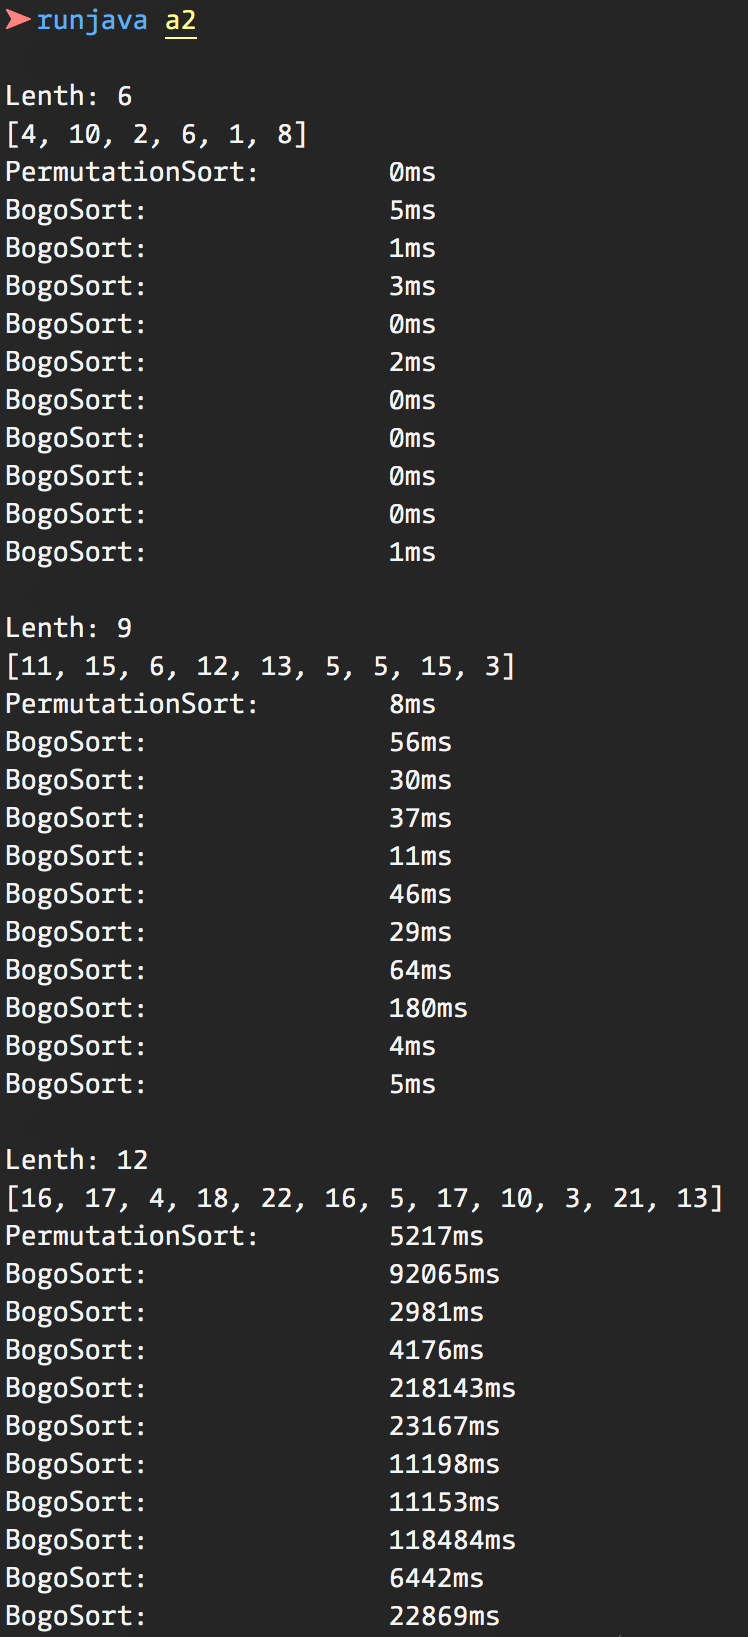 ➤ runjava a2
Lenth: 6
[4, 10, 2, 6, 1, 8]
PermutationSort: 0ms
BogoSort: 5ms
BogoSort: 1ms
BogoSort: 3ms
BogoSort: 0ms
BogoSort: 2ms
BogoSort: 0ms
BogoSort: 0ms
BogoSort: 0ms
BogoSort: 0ms
BogoSort: 1ms
Lenth: 9
[11, 15, 6, 12, 13, 5, 5, 15, 3]
PermutationSort: 8ms
BogoSort: 56ms
BogoSort: 30ms
BogoSort: 37ms
BogoSort: 11ms
BogoSort: 46ms
BogoSort: 29ms
BogoSort: 64ms
BogoSort: 180ms
BogoSort: 4ms
BogoSort: 5ms
Lenth: 12
[16, 17, 4, 18, 22, 16, 5, 17, 10, 3, 21, 13]
PermutationSort: 5217ms
BogoSort: 92065ms
BogoSort: 2981ms
BogoSort: 4176ms
BogoSort: 218143ms
BogoSort: 23167ms
BogoSort: 11198ms
BogoSort: 11153ms
BogoSort: 118484ms
BogoSort: 6442ms
BogoSort: 22869ms